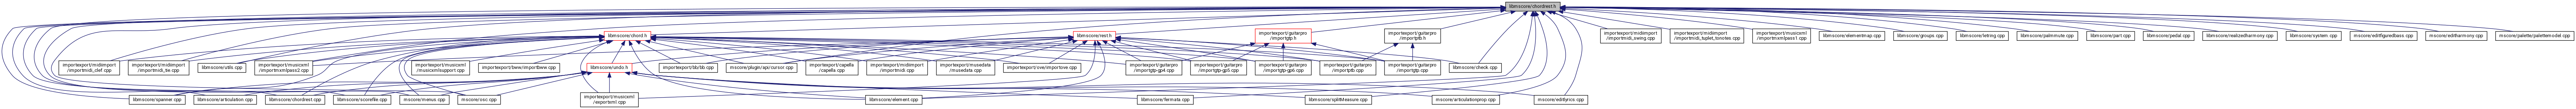 libmscore/chordrest.h
libmscore/chord.h
libmscore/rest.h
importexport/guitarpro
/importgtp.h
importexport/guitarpro
/importptb.h
importexport/midiimport
/importmidi_swing.cpp
importexport/midiimport
/importmidi_tuplet_tonotes.cpp
importexport/musicxml
/importmxmlpass1.cpp
libmscore/elementmap.cpp
libmscore/groups.cpp
libmscore/letring.cpp
libmscore/palmmute.cpp
libmscore/part.cpp
libmscore/pedal.cpp
libmscore/realizedharmony.cpp
libmscore/system.cpp
mscore/editfiguredbass.cpp
mscore/editharmony.cpp
mscore/palette/palettemodel.cpp
importexport/midiimport
/importmidi_clef.cpp
importexport/midiimport
/importmidi_tie.cpp
libmscore/utils.cpp
importexport/musicxml
/importmxmlpass2.cpp
importexport/musicxml
/musicxmlsupport.cpp
importexport/bww/importbww.cpp
libmscore/undo.h
importexport/bb/bb.cpp
mscore/plugin/api/cursor.cpp
importexport/capella
/capella.cpp
importexport/midiimport
/importmidi.cpp
importexport/musedata
/musedata.cpp
importexport/ove/importove.cpp
importexport/guitarpro
/importgtp-gp4.cpp
importexport/guitarpro
/importgtp-gp5.cpp
importexport/guitarpro
/importgtp-gp6.cpp
importexport/guitarpro
/importptb.cpp
importexport/guitarpro
/importgtp.cpp
libmscore/check.cpp
libmscore/spanner.cpp
libmscore/articulation.cpp
libmscore/chordrest.cpp
libmscore/scorefile.cpp
mscore/menus.cpp
mscore/osc.cpp
importexport/musicxml
/exportxml.cpp
libmscore/element.cpp
libmscore/fermata.cpp
libmscore/splitMeasure.cpp
mscore/articulationprop.cpp
mscore/editlyrics.cpp